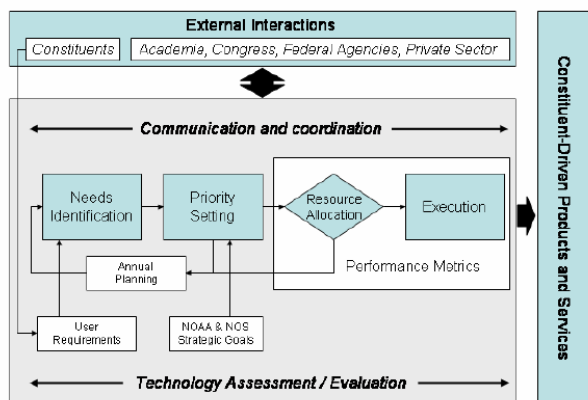 External Interactions
Constituents
Academia, Congress, Federal Agencies, Private Sector
Communication and coordination
Needs
Identification
Priority
Setting
Resource
Allocation
Execution
Performance Metrics
Annual
Planning
User
Requirements
NOAA & NOS
Strategic Goals
Technology Assessment / Evaluation
Constituent-Driven Products and Services